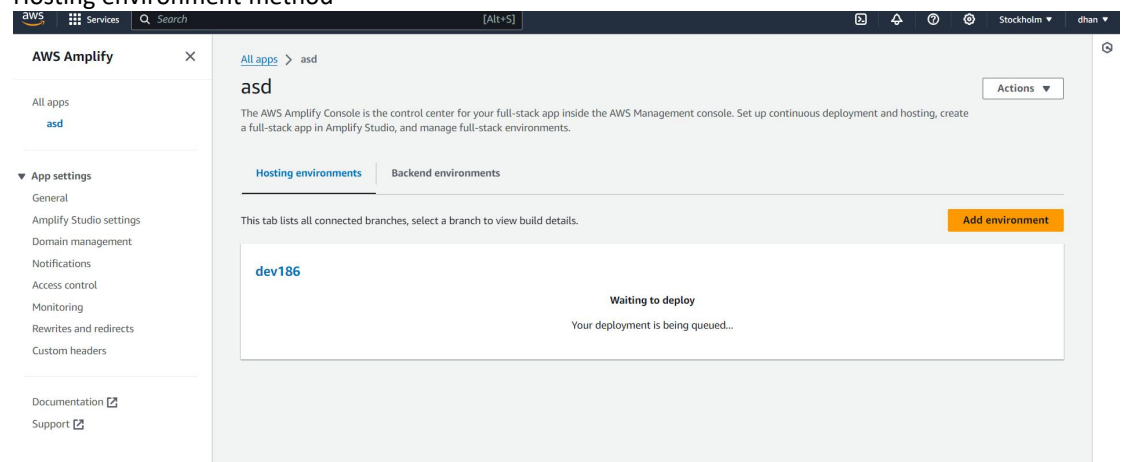 Hosting environment method
aws
Services
Search
[Alt+S]
Stockholm ▼
dhan ▼
AWS Amplify
All apps
asd
▼ App settings
General
Amplify Studio settings
Domain management
Notifications
Access control
Monitoring
Rewrites and redirects
Custom headers
Documentation
Support
All apps > asd
asd
Actions ▼
The AWS Amplify Console is the control center for your full-stack app inside the AWS Management console. Set up continuous deployment and hosting, create
a full-stack app in Amplify Studio, and manage full-stack environments.
Hosting environments
Backend environments
This tab lists all connected branches, select a branch to view build details.
Add environment
dev186
Waiting to deploy
Your deployment is being queued...